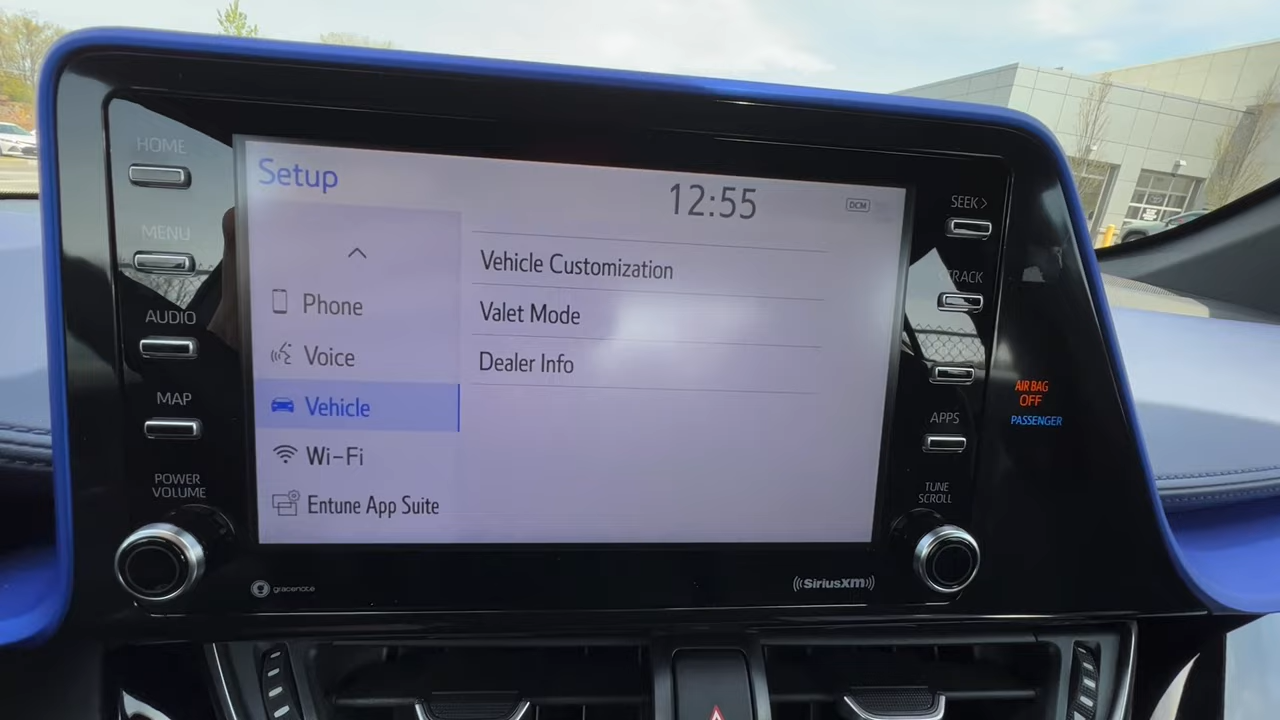 HOME
MENU
AUDIO
MAP
POWER
VOLUME
Setup
12:55
DCM
Phone
Voice
Vehicle
Wi-Fi
Entune App Suite
Vehicle Customization
Valet Mode
Dealer Info
SEEK>
TRACK
APPS
TUNE
SCROLL
AIR BAG
OFF
PASSENGER
gracenote
SiriusXM